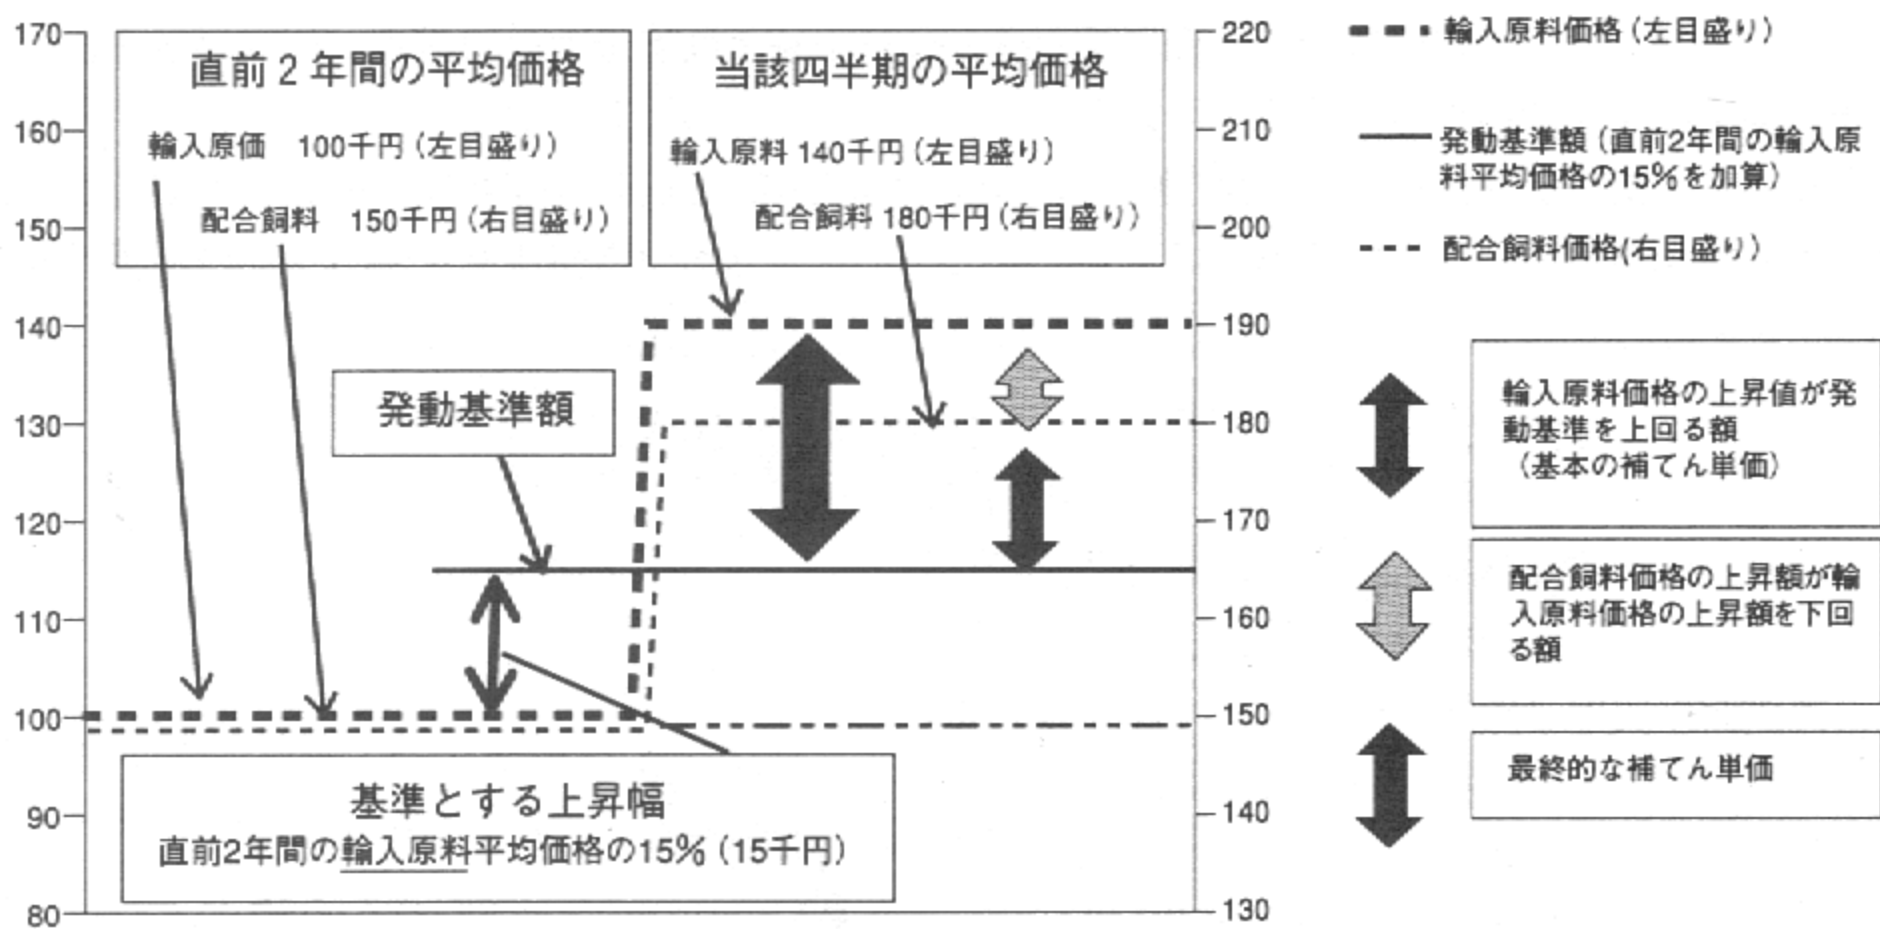 170
160
150
140
130
120
110
100
90
80
直前2年間の平均価格
輸入原価 100千円(左目盛り)
配合飼料 150千円(右目盛り)
当該四半期の平均価格
輸入原料 140千円(左目盛り)
配合飼料 180千円(右目盛り)
発動基準額
基準とする上昇幅
直前2年間の輸入原料平均価格の15%(15千円)
220
210
200
190
180
170
160
150
140
130
輸入原料価格(左目盛り)
発動基準額(直前2年間の輸入原
料平均価格の15%を加算)
配合飼料価格(右目盛り)
輸入原料価格の上昇値が発
動基準を上回る額
(基本の補てん単価)
配合飼料価格の上昇額が輸
入原料価格の上昇額を下回
る額
最終的な補てん単価